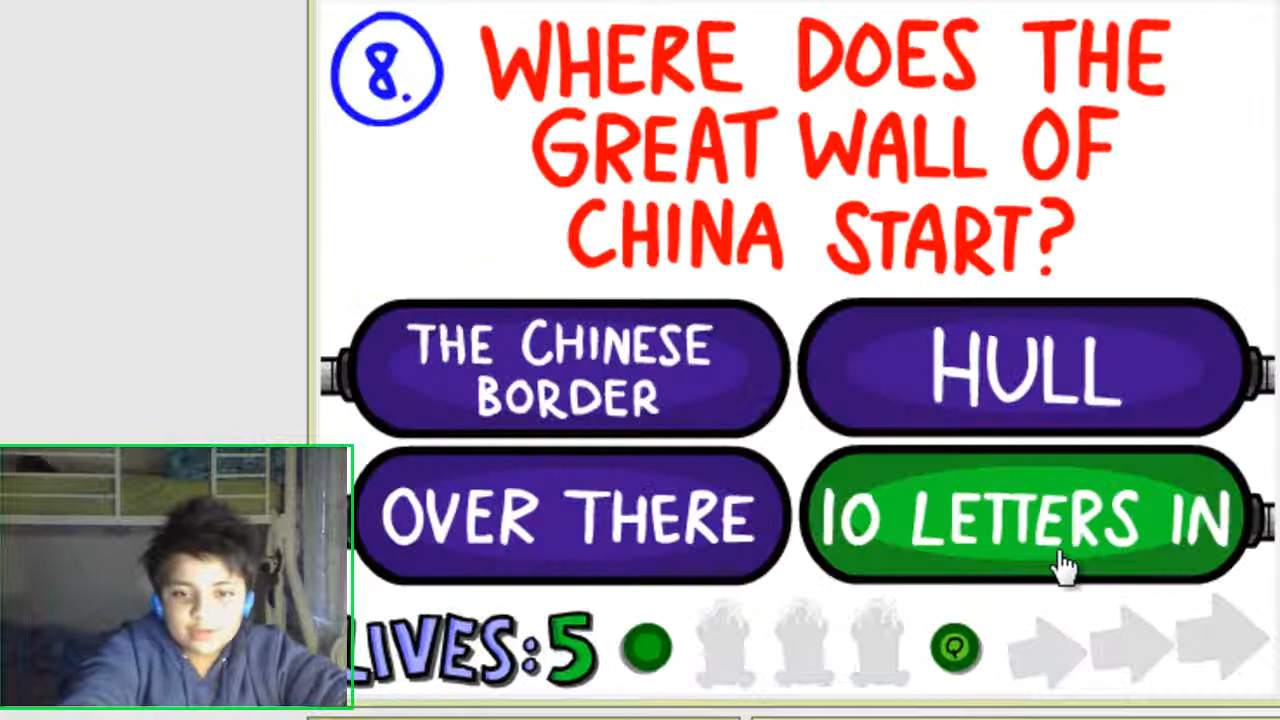 8. WHERE DOES THE
GREAT WALL OF
CHINA START?
THE CHINESE
BORDER
HULL
OVER THERE
10 LETTERS IN
LIVES:5
Q